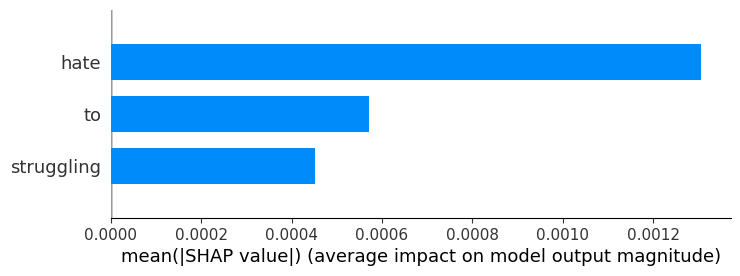 hate
to
struggling
0.0000 0.0002 0.0004 0.0006 0.0008 0.0010 0.0012
mean(|SHAP value|) (average impact on model output magnitude)